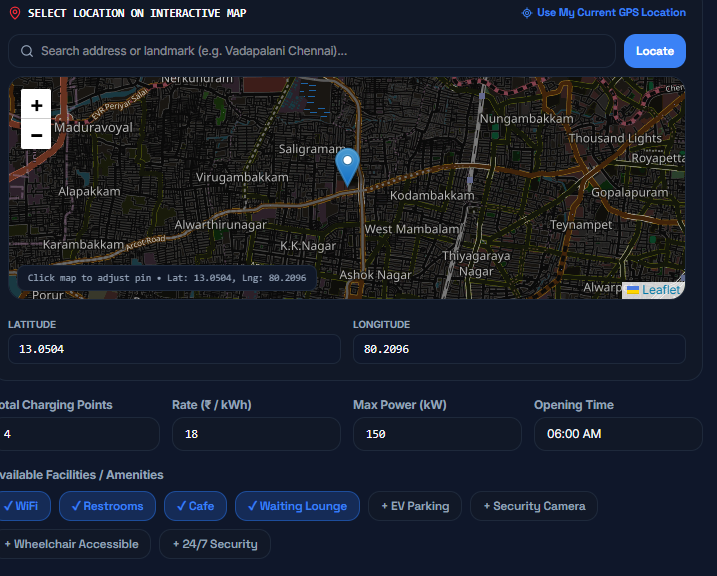 SELECT LOCATION ON INTERACTIVE MAP
Use My Current GPS Location
Search address or landmark (e.g. Vadapalani Chennai)...
Locate
+
−
Nerkundram
EVR Periyar Salai
Maduravoyal
Nungambakkam
Thousand Lights
Saligramam
Royapetta
Virugambakkam
Alapakkam
Kodambakkam
Gopalapuram
Alwarthirunagar
West Mambalam
Teynampet
Karambakkam
Arcot Road
K.K.Nagar
Thiyagaraya
Nagar
Ashok Nagar
Click map to adjust pin • Lat: 13.0504, Lng: 80.2096
Alwarp
Leaflet
Porur
LATITUDE
LONGITUDE
13.0504
80.2096
otal Charging Points
Rate (₹ / kWh)
Max Power (kW)
Opening Time
4
18
150
06:00 AM
vailable Facilities / Amenities
✓ WiFi
✓ Restrooms
✓ Cafe
✓ Waiting Lounge
+ EV Parking
+ Security Camera
+ Wheelchair Accessible
+ 24/7 Security